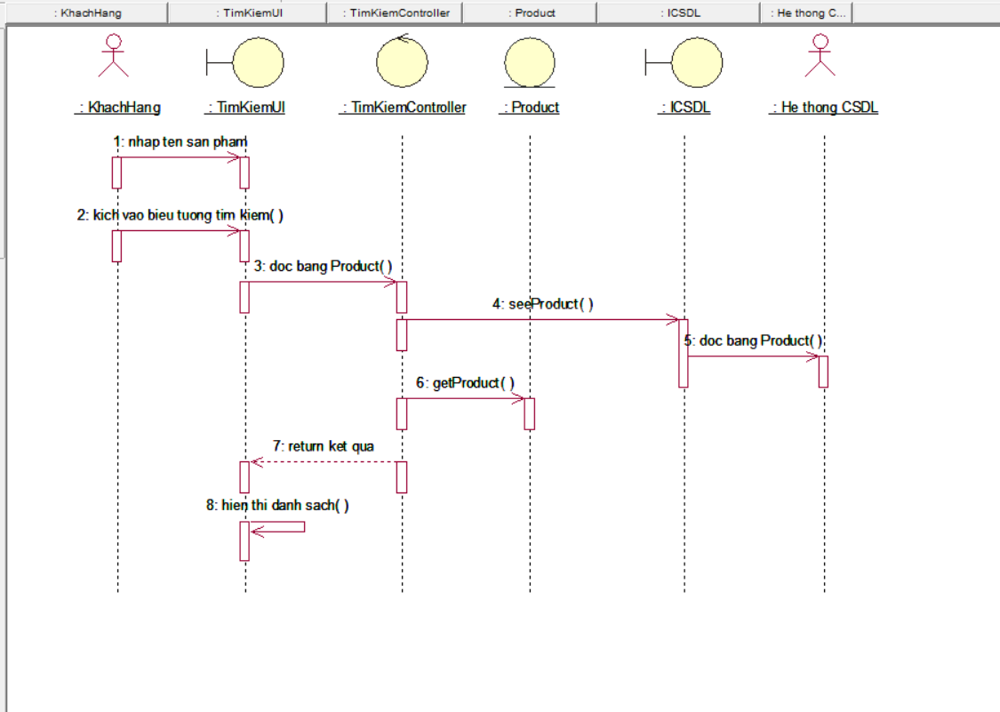 : KhachHang
: TimKiemUI
: TimKiemController
: Product
: ICSDL
: He thong C...
: KhachHang
: TimKiemUI
: TimKiemController
: Product
: ICSDL
: He thong CSDL
1: nhap ten san pham
2: kich vao bieu tuong tim kiem( )
3: doc bang Product( )
4: seeProduct( )
5: doc bang Product( )
6: getProduct( )
7: return ket qua
8: hien thi danh sach( )